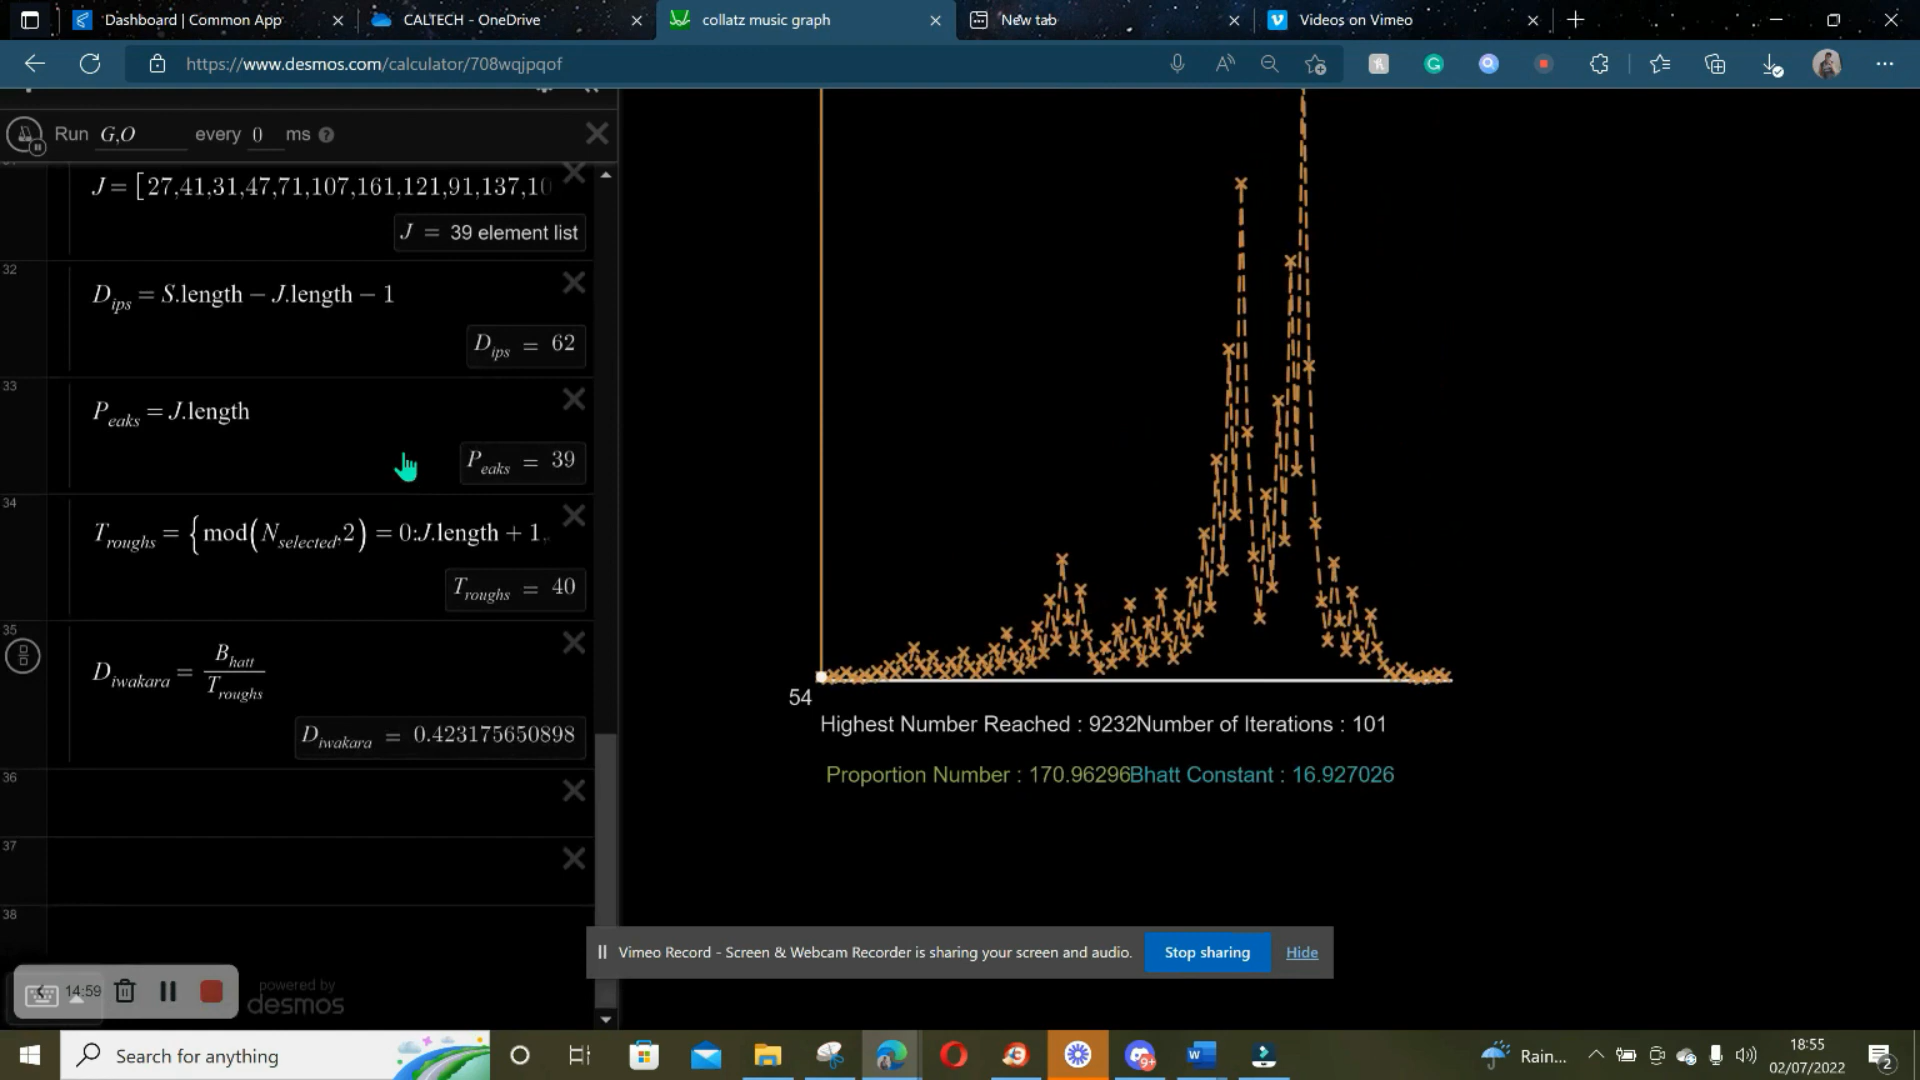 Dashboard | Common App
CALTECH - OneDrive
collatz music graph
New tab
Videos on Vimeo
https://www.desmos.com/calculator/708wqjpqof
Run G,O every 0 ms
J = [27,41,31,47,71,107,161,121,91,137,10
J = 39 element list
32
D_ips = S.length − J.length − 1
D_ips = 62
33
P_eaks = J.length
P_eaks = 39
34
T_roughs = {mod(N_selected,2) = 0:J.length + 1,
T_roughs = 40
35
D_iwakara = B_hatt / T_roughs
D_iwakara = 0.423175650898
36
37
38
54
Highest Number Reached : 9232Number of Iterations : 101
Proportion Number : 170.96296Bhatt Constant : 16.927026
Vimeo Record - Screen & Webcam Recorder is sharing your screen and audio.
Stop sharing
Hide
14:59
powered by
desmos
Search for anything
9+
Rain...
18:55
02/07/2022
2